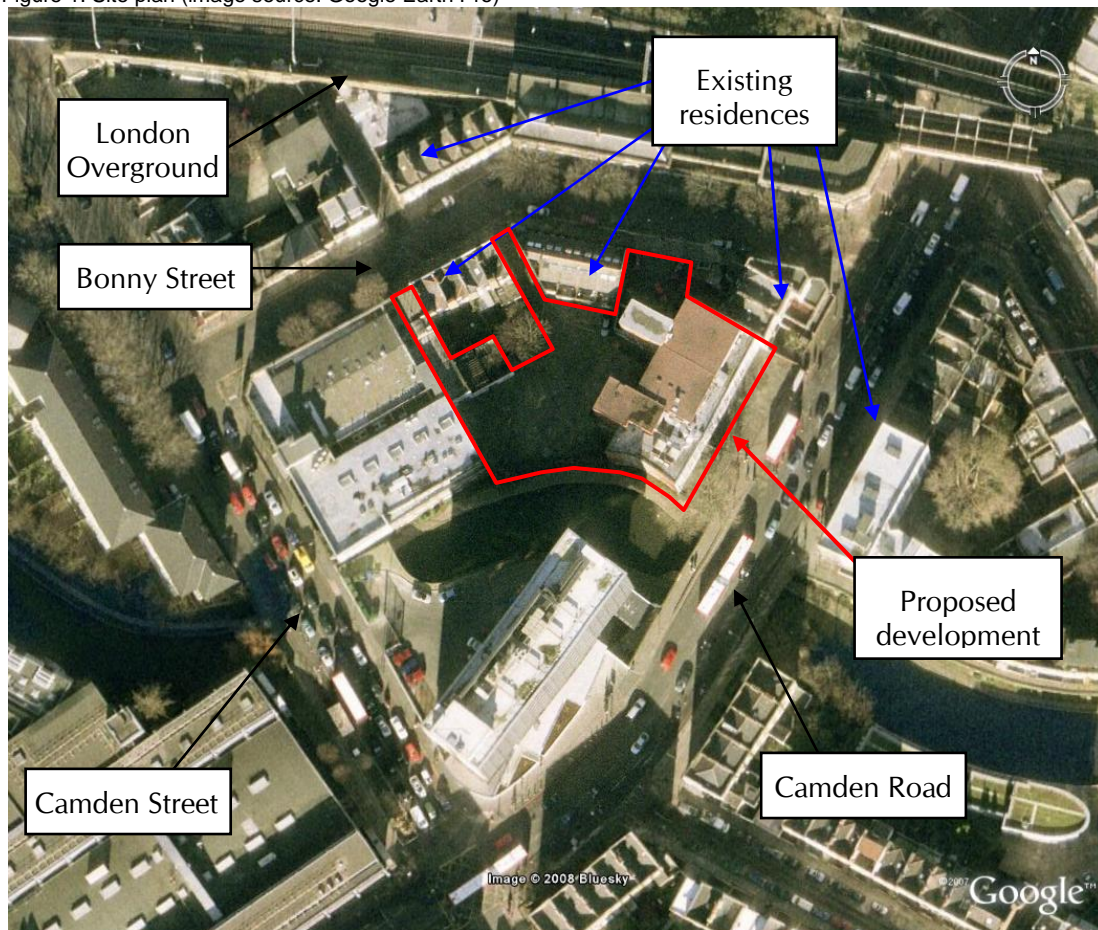 Figure 1: Site plan (image source: Google Earth Pro)
N
Existing
residences
London
Overground
Bonny Street
Proposed
development
Camden Street
Camden Road
Image © 2008 Bluesky
©2007 Google™